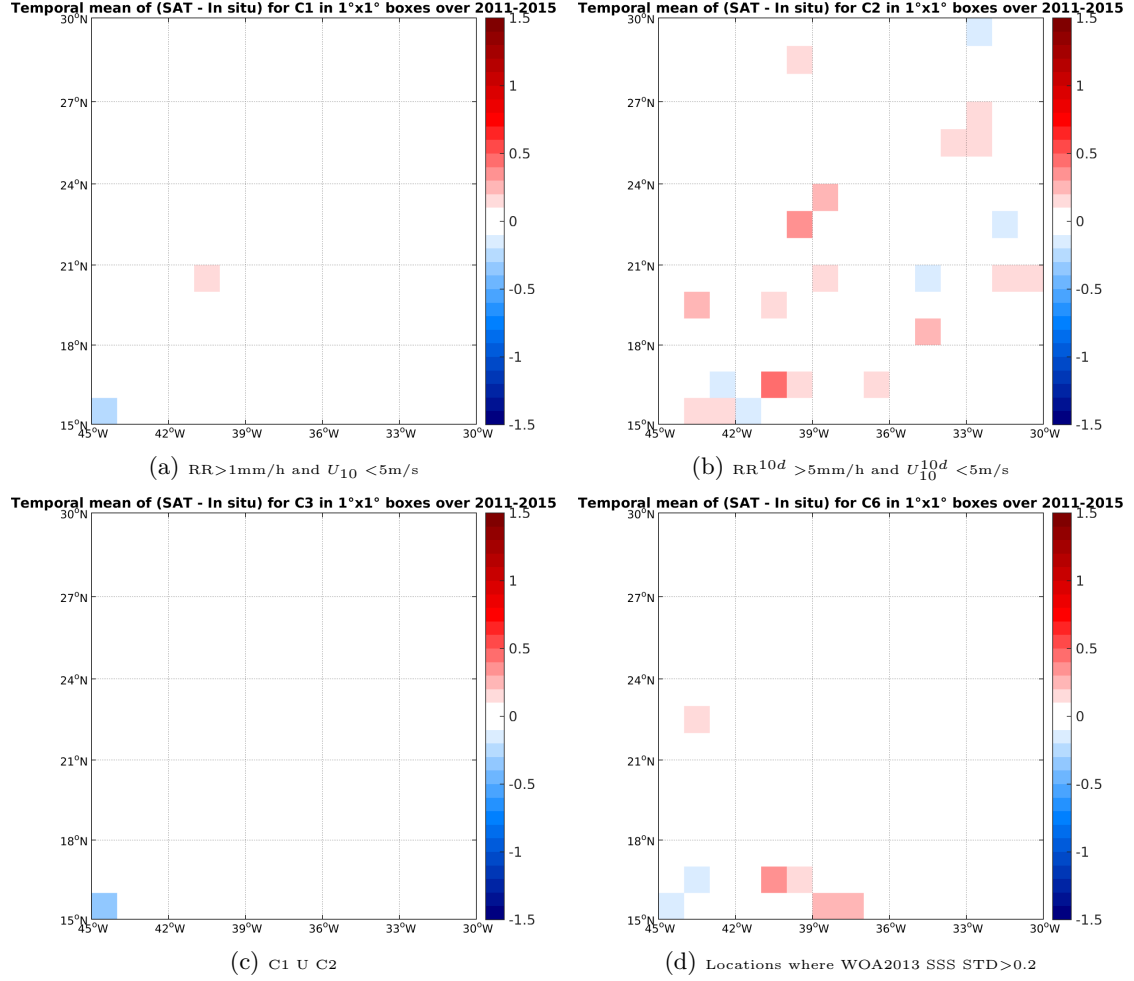 Temporal mean of (SAT - In situ) for C1 in 1°x1° boxes over 2011-2015
30°N
27°N
24°N
21°N
18°N
15°N
45°W 42°W 39°W 36°W 33°W 30°W
1.5
1
0.5
0
-0.5
-1
-1.5
(a) RR>1mm/h and U10 <5m/s
Temporal mean of (SAT - In situ) for C2 in 1°x1° boxes over 2011-2015
30°N
27°N
24°N
21°N
18°N
15°N
45°W 42°W 39°W 36°W 33°W 30°W
1.5
1
0.5
0
-0.5
-1
-1.5
(b) RR^10d >5mm/h and U_10^10d <5m/s
Temporal mean of (SAT - In situ) for C3 in 1°x1° boxes over 2011-2015
30°N
27°N
24°N
21°N
18°N
15°N
45°W 42°W 39°W 36°W 33°W 30°W
1.5
1
0.5
0
-0.5
-1
-1.5
(c) C1 U C2
Temporal mean of (SAT - In situ) for C6 in 1°x1° boxes over 2011-2015
30°N
27°N
24°N
21°N
18°N
15°N
45°W 42°W 39°W 36°W 33°W 30°W
1.5
1
0.5
0
-0.5
-1
-1.5
(d) Locations where WOA2013 SSS STD>0.2